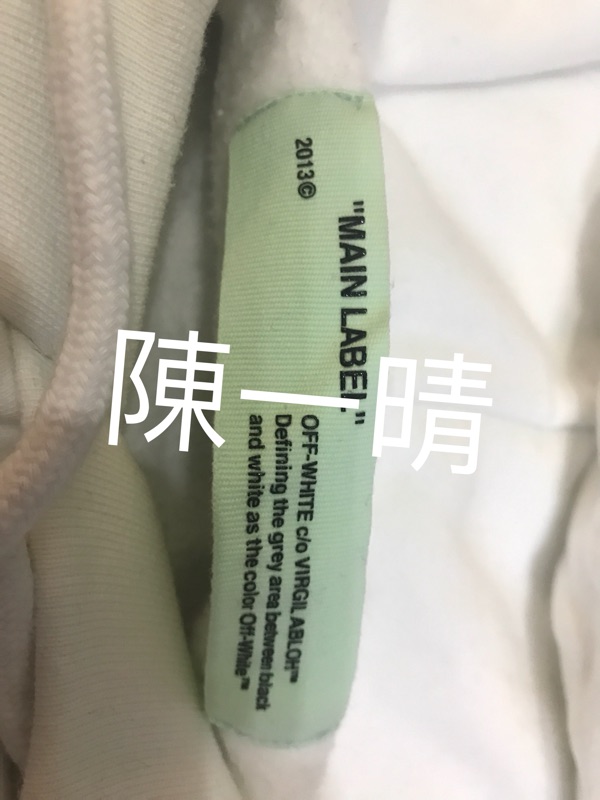 2013©
"MAIN LABEL"
OFF-WHITE c/o VIRGIL ABLOH™
Defining the grey area between black
and white as the color Off-White™
陳一晴